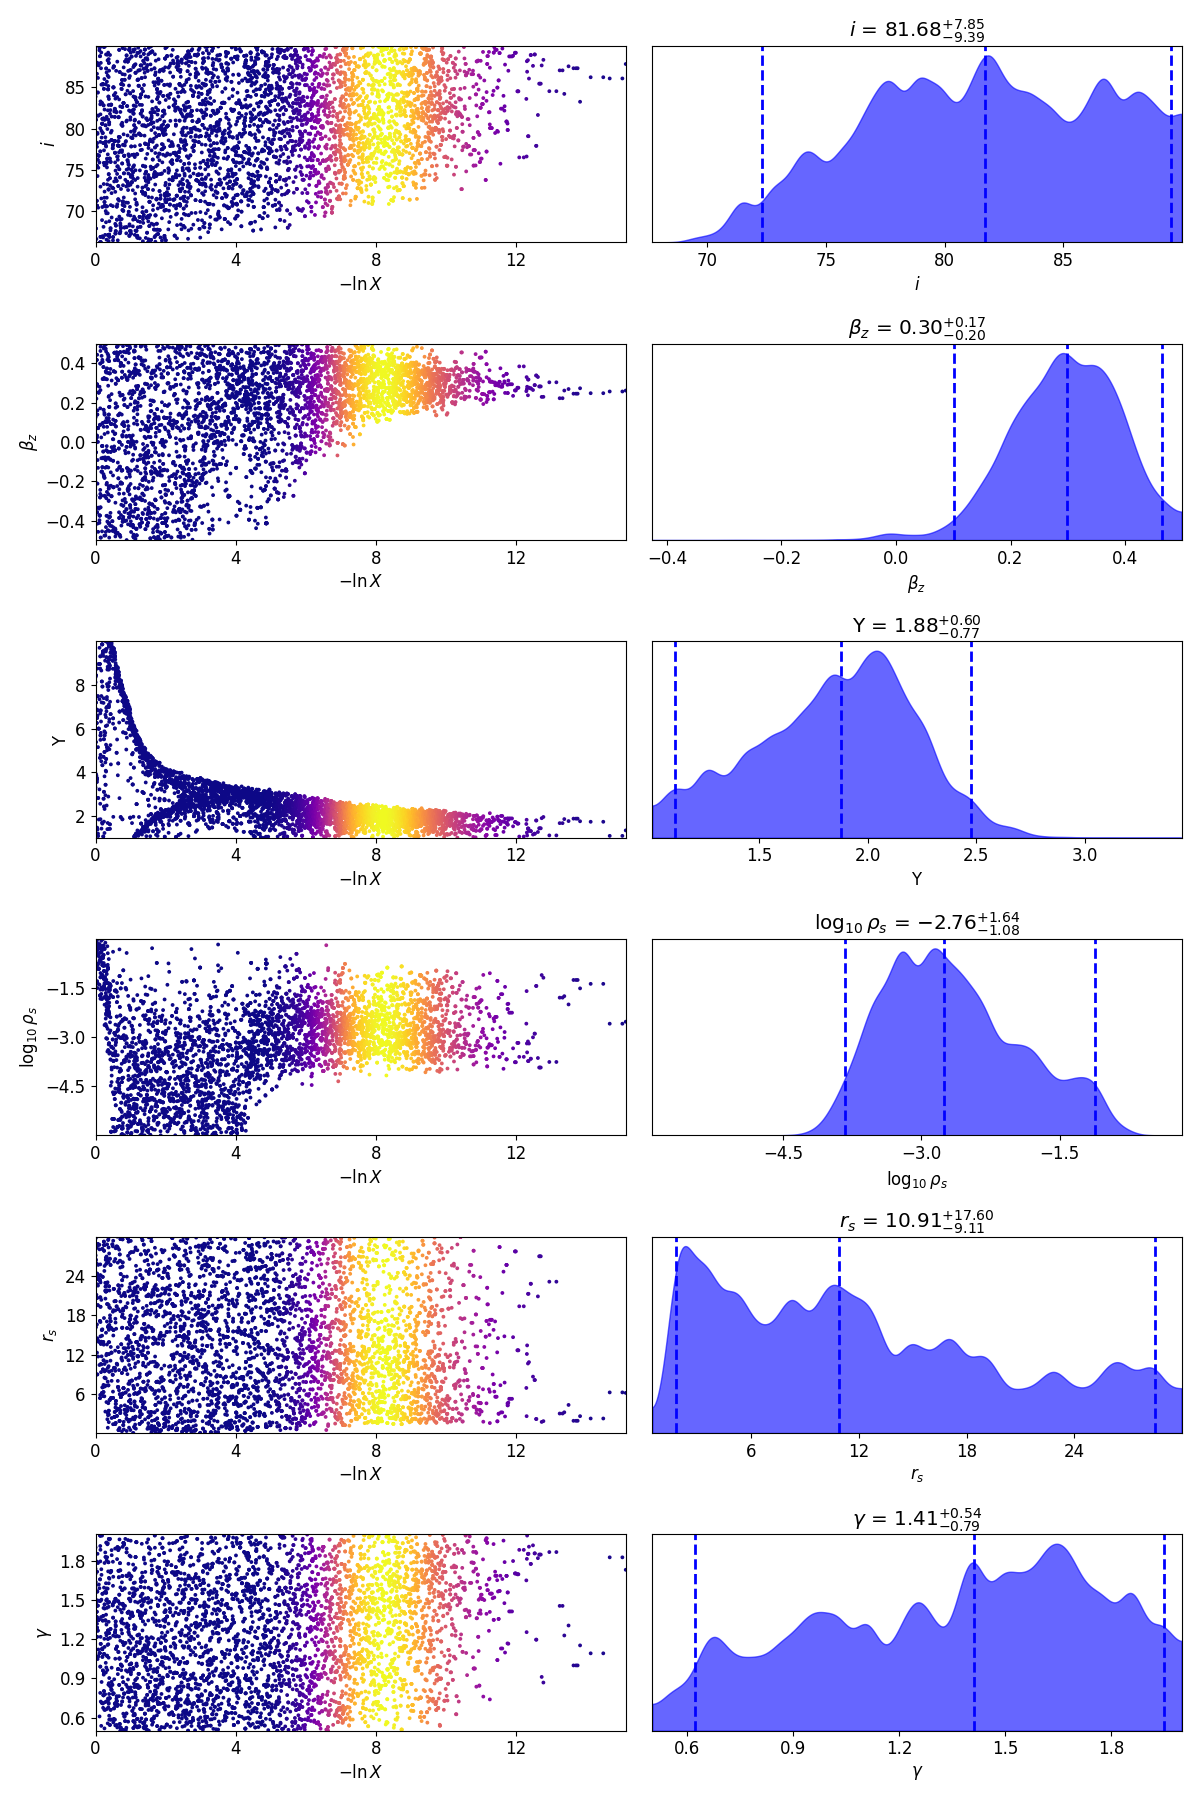 i = 81.68+7.85−9.39
85
80
75
70
i
0 4 8 12
−ln X
70 75 80 85
i
βz = 0.30+0.17−0.20
0.4
0.2
0.0
−0.2
−0.4
βz
0 4 8 12
−ln X
−0.4 −0.2 0.0 0.2 0.4
βz
Y = 1.88+0.60−0.77
8
6
4
2
Y
0 4 8 12
−ln X
1.5 2.0 2.5 3.0
Y
log10 ρs = −2.76+1.64−1.08
−1.5
−3.0
−4.5
log10 ρs
0 4 8 12
−ln X
−4.5 −3.0 −1.5
log10 ρs
rs = 10.91+17.60−9.11
24
18
12
6
rs
0 4 8 12
−ln X
6 12 18 24
rs
γ = 1.41+0.54−0.79
1.8
1.5
1.2
0.9
0.6
γ
0 4 8 12
−ln X
0.6 0.9 1.2 1.5 1.8
γ